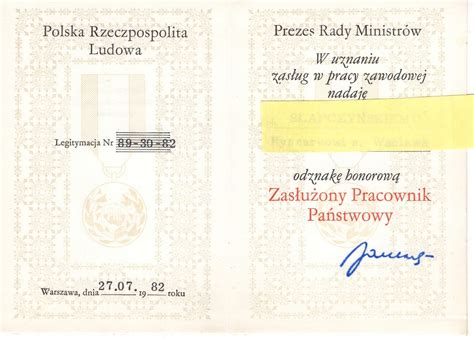 Polska Rzeczpospolita
Ludowa
Legitymacja Nr 89-30-82
Warszawa, dnia 27.07.1982 roku
Prezes Rady Ministrów
W uznaniu
zasług w pracy zawodowej
nadaję
odznakę honorową
Zasłużony Pracownik
Państwowy